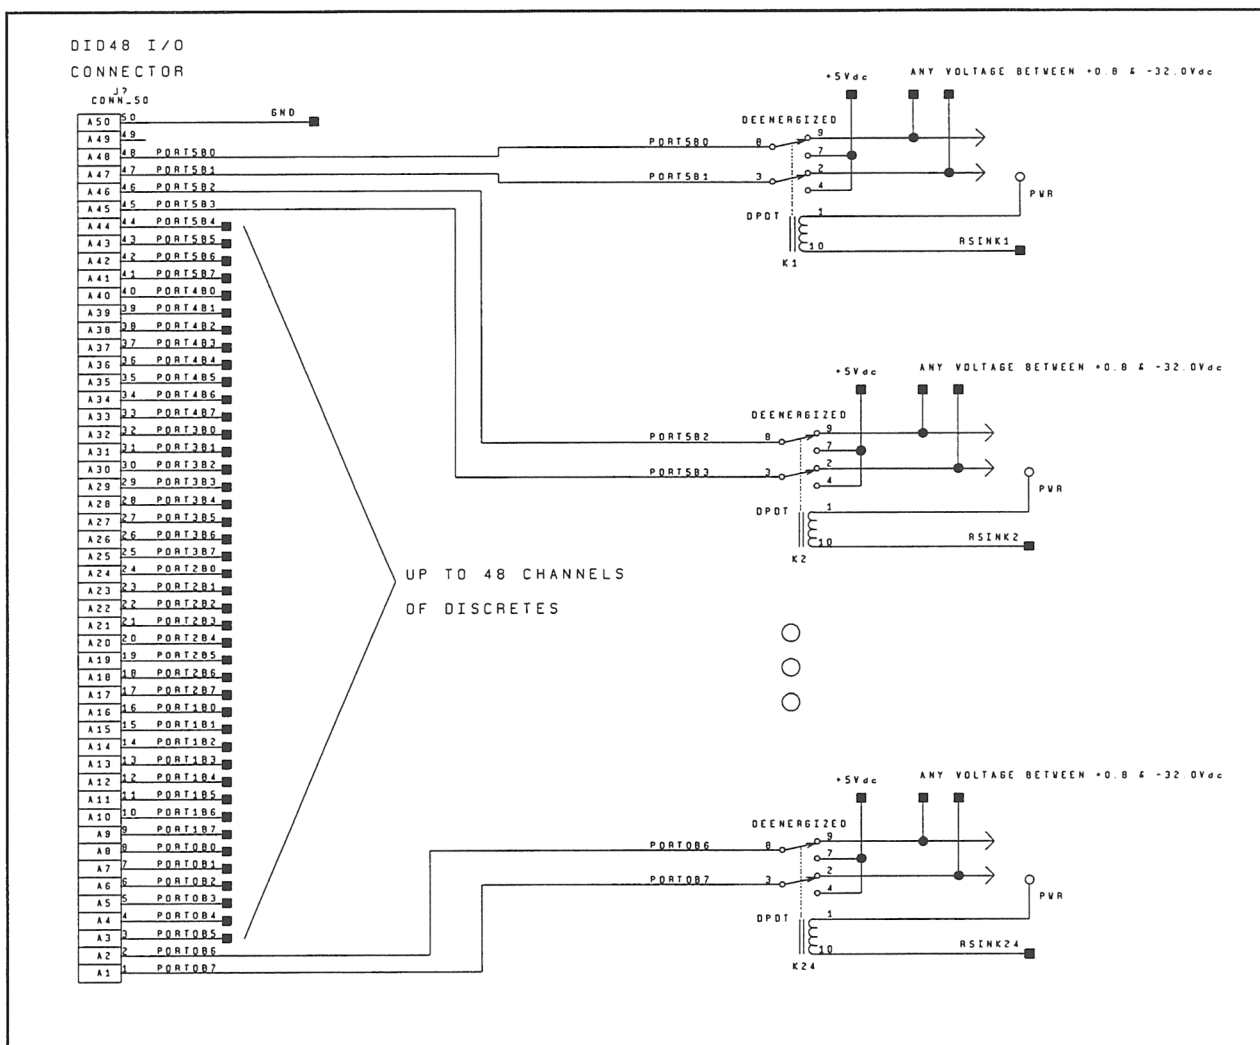 DID48 I/O
CONNECTOR
J7
CONN_50
A50 50 GND
A49 49
A48 48 PORT5B0
A47 47 PORT5B1
A46 46 PORT5B2
A45 45 PORT5B3
A44 44 PORT5B4
A43 43 PORT5B5
A42 42 PORT5B6
A41 41 PORT5B7
A40 40 PORT4B0
A39 39 PORT4B1
A38 38 PORT4B2
A37 37 PORT4B3
A36 36 PORT4B4
A35 35 PORT4B5
A34 34 PORT4B6
A33 33 PORT4B7
A32 32 PORT3B0
A31 31 PORT3B1
A30 30 PORT3B2
A29 29 PORT3B3
A28 28 PORT3B4
A27 27 PORT3B5
A26 26 PORT3B6
A25 25 PORT3B7
A24 24 PORT2B0
A23 23 PORT2B1
A22 22 PORT2B2
A21 21 PORT2B3
A20 20 PORT2B4
A19 19 PORT2B5
A18 18 PORT2B6
A17 17 PORT2B7
A16 16 PORT1B0
A15 15 PORT1B1
A14 14 PORT1B2
A13 13 PORT1B3
A12 12 PORT1B4
A11 11 PORT1B5
A10 10 PORT1B6
A9 9 PORT1B7
A8 8 PORT0B0
A7 7 PORT0B1
A6 6 PORT0B2
A5 5 PORT0B3
A4 4 PORT0B4
A3 3 PORT0B5
A2 2 PORT0B6
A1 1 PORT0B7
UP TO 48 CHANNELS
OF DISCRETES
+5Vdc ANY VOLTAGE BETWEEN +0.8 & -32.0Vdc
DEENERGIZED
PORT5B0 8 9
7
PORT5B1 3 2
4
PWR
DPDT 1
10 RSINK1
K1
+5Vdc ANY VOLTAGE BETWEEN +0.8 & -32.0Vdc
DEENERGIZED
PORT5B2 8 9
7
PORT5B3 3 2
4
PWR
DPDT 1
10 RSINK2
K2
+5Vdc ANY VOLTAGE BETWEEN +0.8 & -32.0Vdc
DEENERGIZED
PORT0B6 8 9
7
PORT0B7 3 2
4
PWR
DPDT 1
10 RSINK24
K24